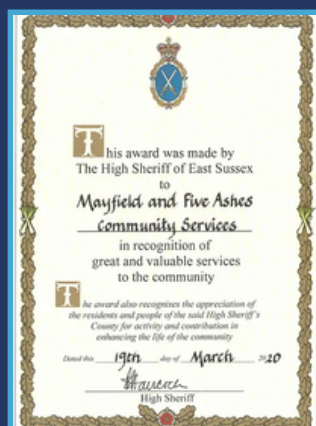 This award was made by
The High Sheriff of East Sussex
to
Mayfield and Five Ashes
Community Services
in recognition of
great and valuable services
to the community
The award also recognises the appreciation of
the residents and people of the said High Sheriff's
County for activity and contribution in
enhancing the life of the community
Dated this 19th day of March 2020
High Sheriff